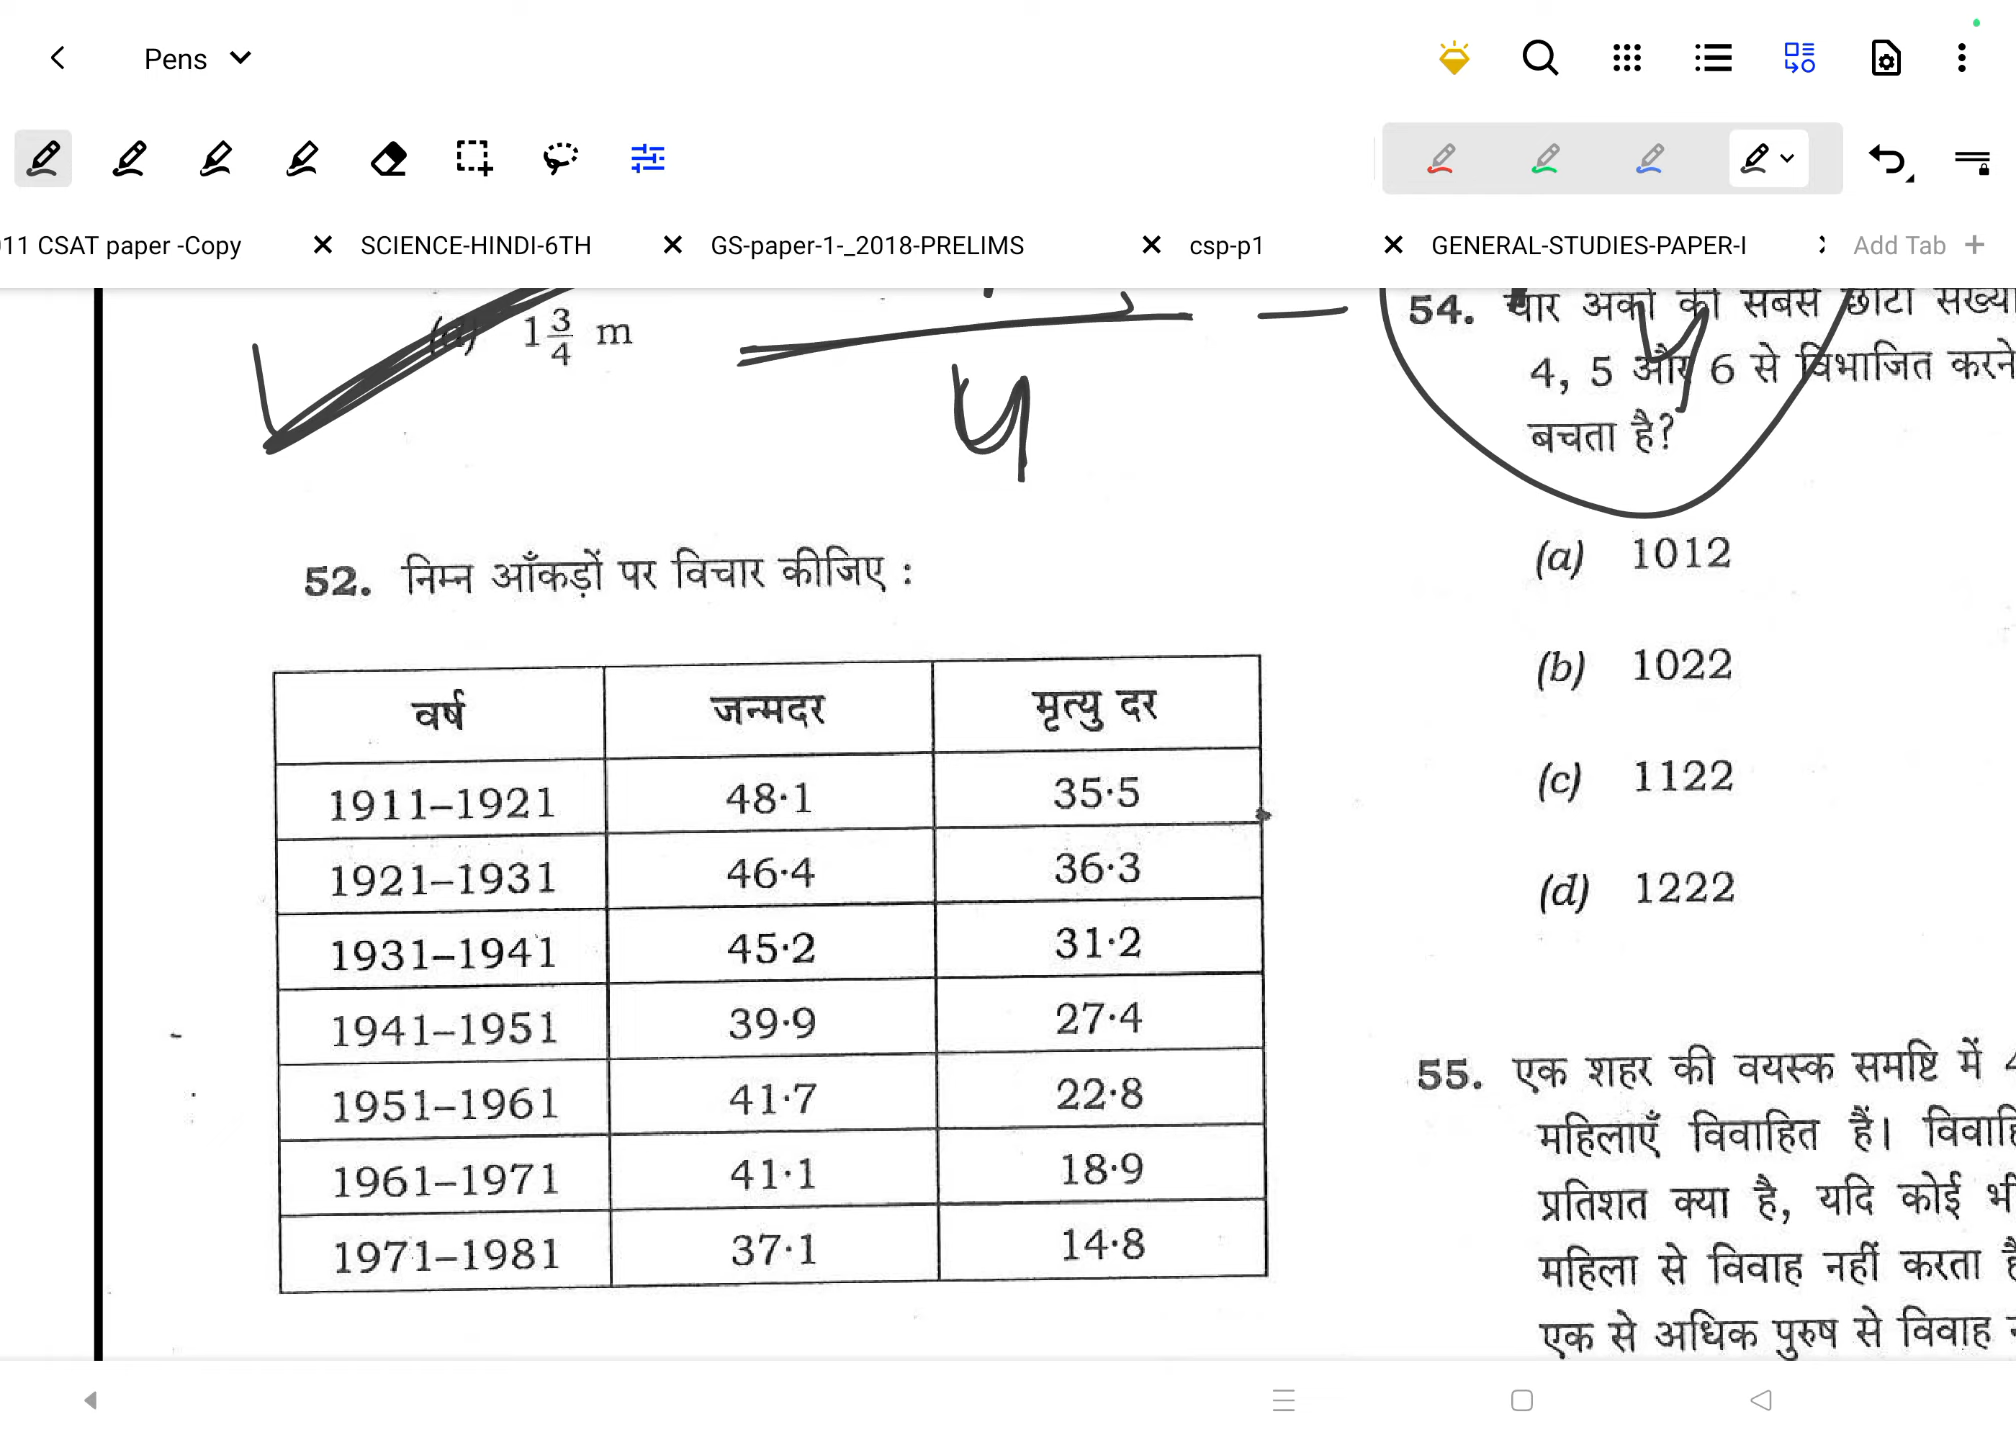 Pens
11 CSAT paper -Copy
SCIENCE-HINDI-6TH
GS-paper-1-_2018-PRELIMS
csp-p1
GENERAL-STUDIES-PAPER-I
Add Tab +
(d) 1 3/4 m
y
52. निम्न आँकड़ों पर विचार कीजिए :
वर्ष जन्मदर मृत्यु दर
1911–1921 48·1 35·5
1921–1931 46·4 36·3
1931–1941 45·2 31·2
1941–1951 39·9 27·4
1951–1961 41·7 22·8
1961–1971 41·1 18·9
1971–1981 37·1 14·8
54. चार अंकों की सबसे छोटी संख्या
y
4, 5 और 6 से विभाजित करने
बचता है?
(a) 1012
(b) 1022
(c) 1122
(d) 1222
55. एक शहर की वयस्क समष्टि में
महिलाएँ विवाहित हैं।
प्रतिशत क्या है, यदि कोई
महिला से विवाह नहीं करता
एक से अधिक पुरुष से विवाह